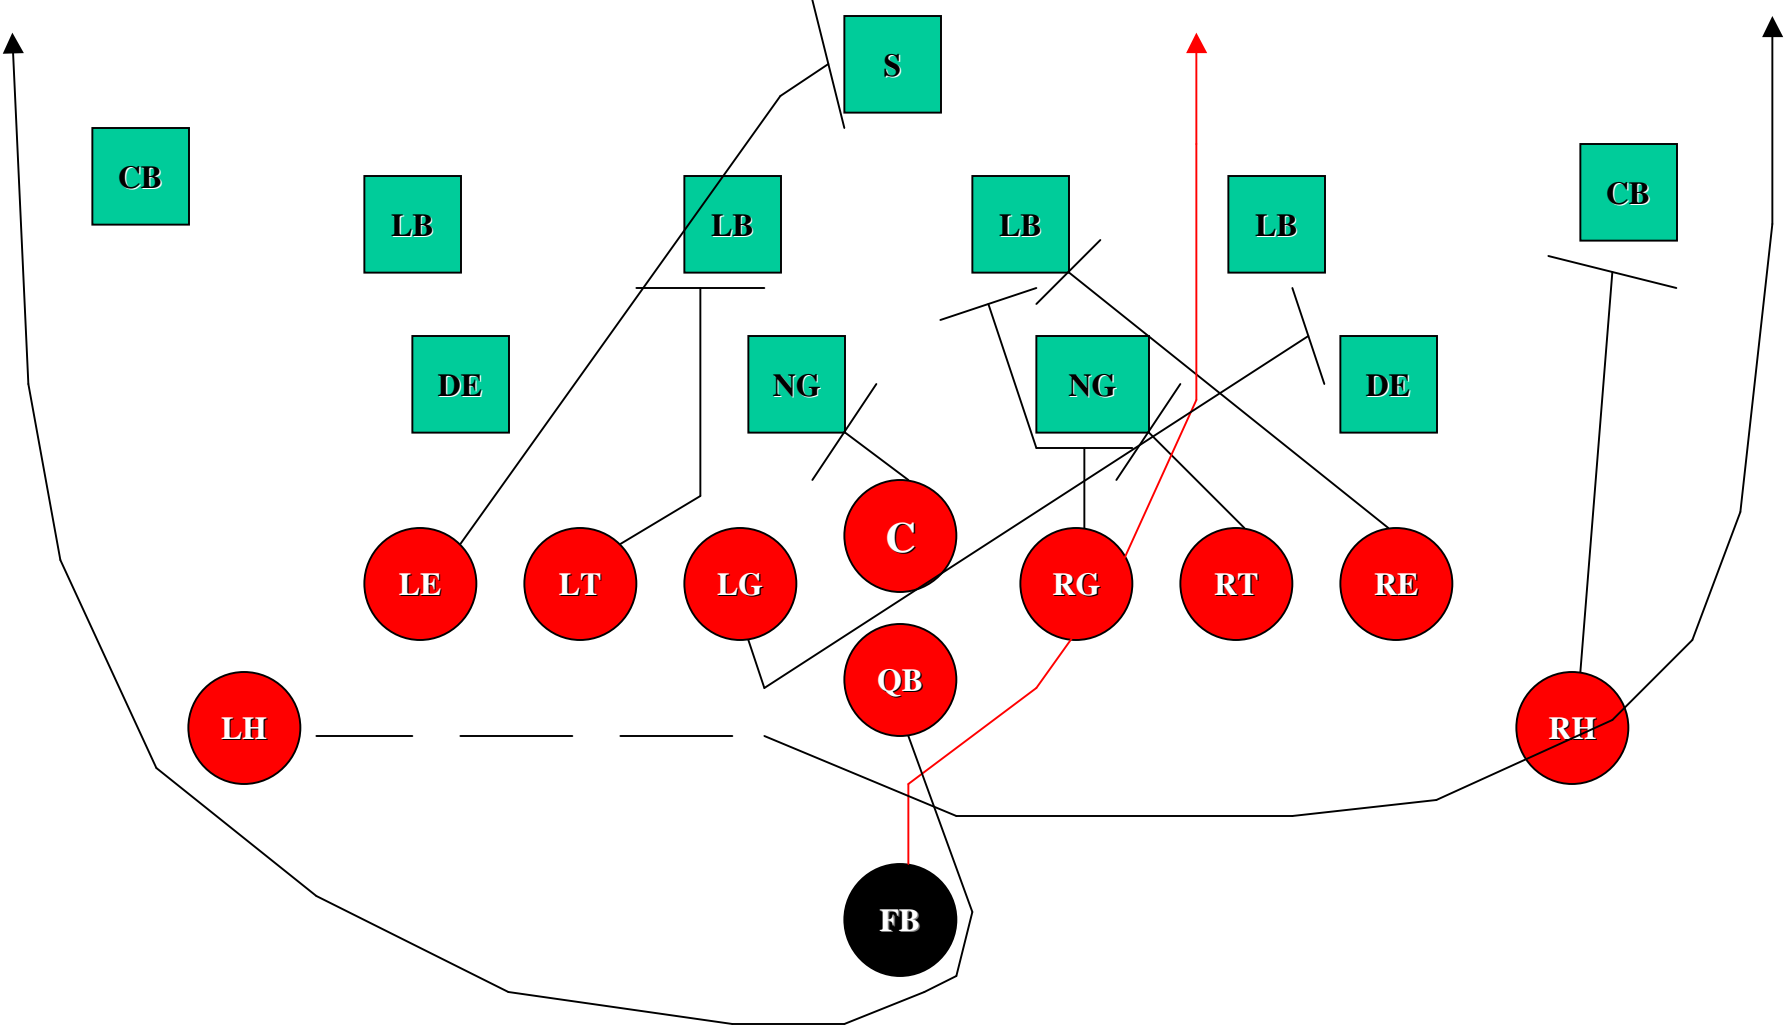 S
CB
CB
LB
LB
LB
LB
DE
NG
NG
DE
C
LE
LT
LG
RG
RT
RE
QB
LH
RH
FB